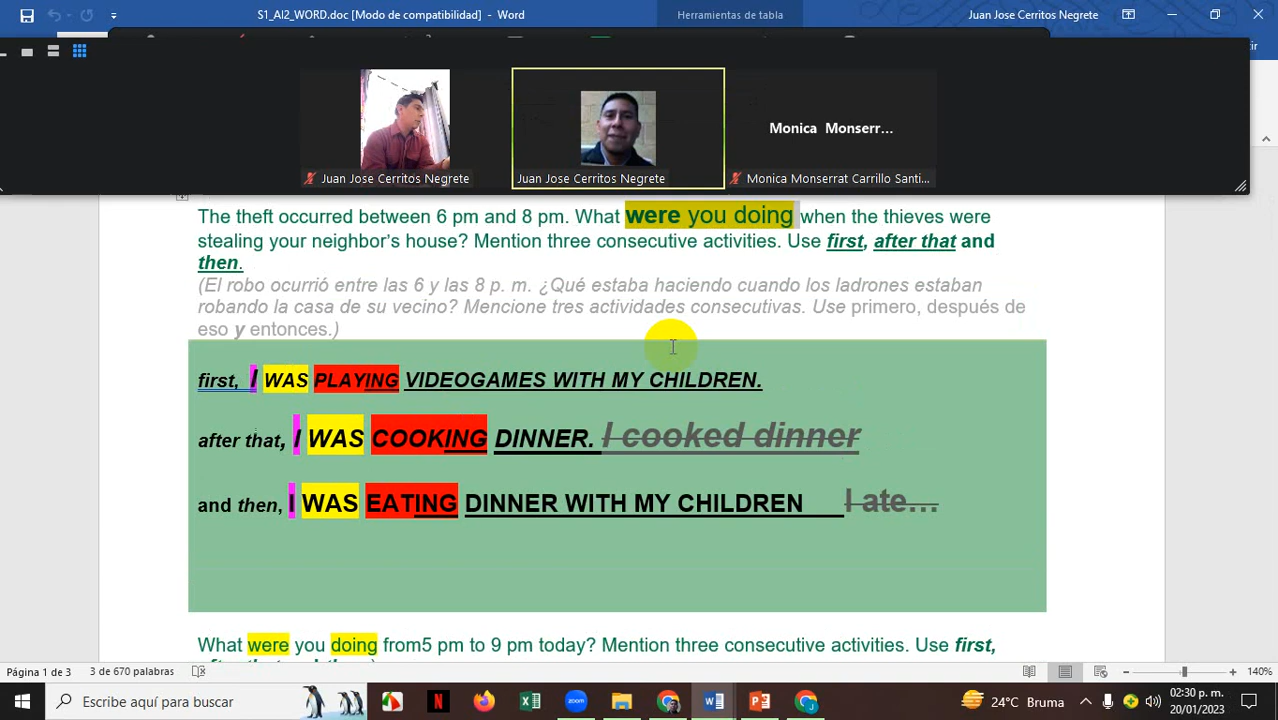 S1_AI2_WORD.doc [Modo de compatibilidad] - Word
Herramientas de tabla
Juan Jose Cerritos Negrete
Juan Jose Cerritos Negrete
Juan Jose Cerritos Negrete
Monica Monserr...
Monica Monserrat Carrillo Santi...
The theft occurred between 6 pm and 8 pm. What were you doing when the thieves were
stealing your neighbor's house? Mention three consecutive activities. Use first, after that and
then.
(El robo ocurrió entre las 6 y las 8 p. m. ¿Qué estaba haciendo cuando los ladrones estaban
robando la casa de su vecino? Mencione tres actividades consecutivas. Use primero, después de
eso y entonces.)
first, I WAS PLAYING VIDEOGAMES WITH MY CHILDREN.
after that, I WAS COOKING DINNER. I cooked dinner
and then, I WAS EATING DINNER WITH MY CHILDREN I ate...
What were you doing from5 pm to 9 pm today? Mention three consecutive activities. Use first,
Página 1 de 3
3 de 670 palabras
140%
Escribe aquí para buscar
zoom
24°C Bruma
02:30 p. m.
20/01/2023